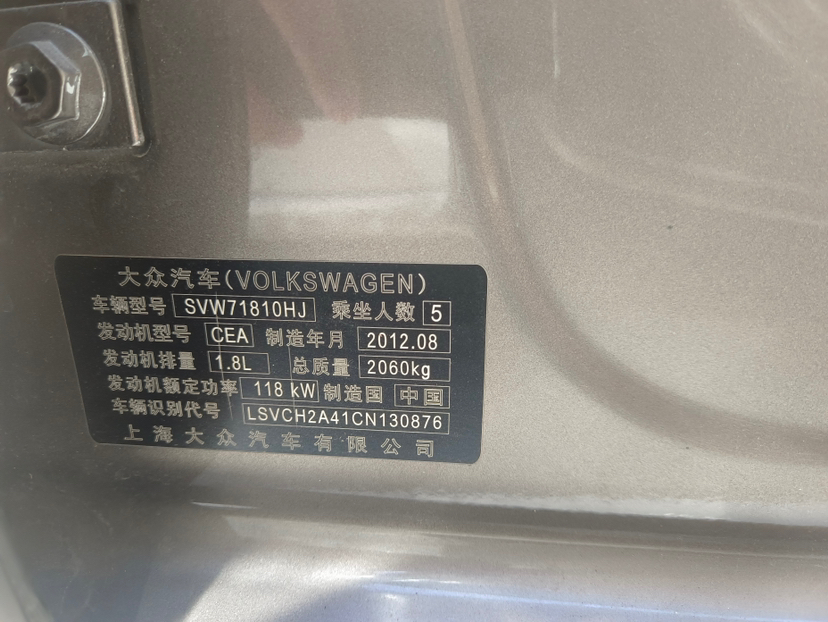 大众汽车(VOLKSWAGEN)
车辆型号 SVW71810HJ 乘坐人数 5
发动机型号 CEA 制造年月 2012.08
发动机排量 1.8L 总质量 2060kg
发动机额定功率 118 kW 制造国 中国
车辆识别代号 LSVCH2A41CN130876
上海大众汽车有限公司